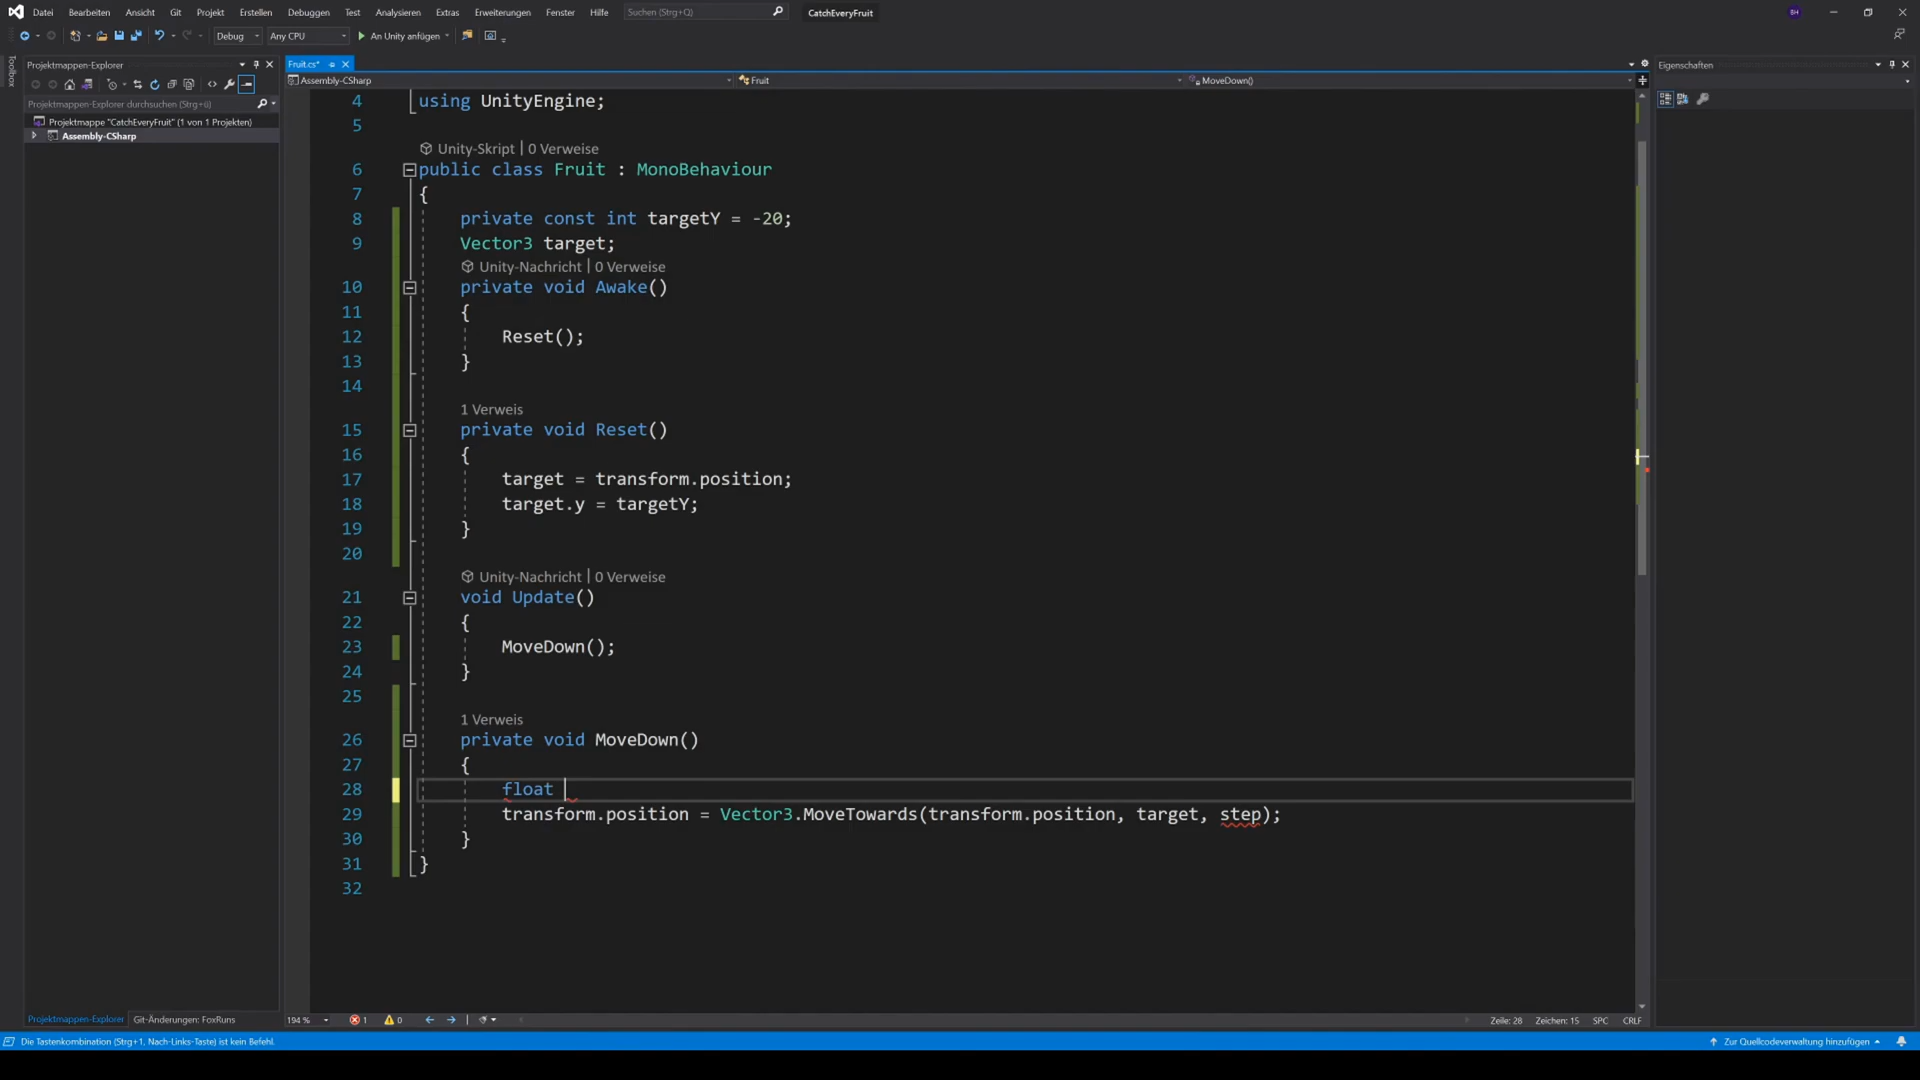 Datei Bearbeiten Ansicht Git Projekt Erstellen Debuggen Test Analysieren Extras Erweiterungen Fenster Hilfe Suchen (Strg+Q) CatchEveryFruit BH
Debug Any CPU An Unity anfügen
Toolbox
Projektmappen-Explorer
Fruit.cs*
Eigenschaften
Assembly-CSharp Fruit MoveDown()
Projektmappen-Explorer durchsuchen (Strg+ü)
Projektmappe "CatchEveryFruit" (1 von 1 Projekten)
Assembly-CSharp
4 using UnityEngine;
5
Unity-Skript | 0 Verweise
6 public class Fruit : MonoBehaviour
7 {
8 private const int targetY = -20;
9 Vector3 target;
Unity-Nachricht | 0 Verweise
10 private void Awake()
11 {
12 Reset();
13 }
14
1 Verweis
15 private void Reset()
16 {
17 target = transform.position;
18 target.y = targetY;
19 }
20
Unity-Nachricht | 0 Verweise
21 void Update()
22 {
23 MoveDown();
24 }
25
1 Verweis
26 private void MoveDown()
27 {
28 float
29 transform.position = Vector3.MoveTowards(transform.position, target, step);
30 }
31 }
32
Projektmappen-Explorer Git-Änderungen: FoxRuns
194 % 1 0 Zeile: 28 Zeichen: 15 SPC CRLF
Die Tastenkombination (Strg+1, Nach-Links-Taste) ist kein Befehl. Zur Quellcodeverwaltung hinzufügen